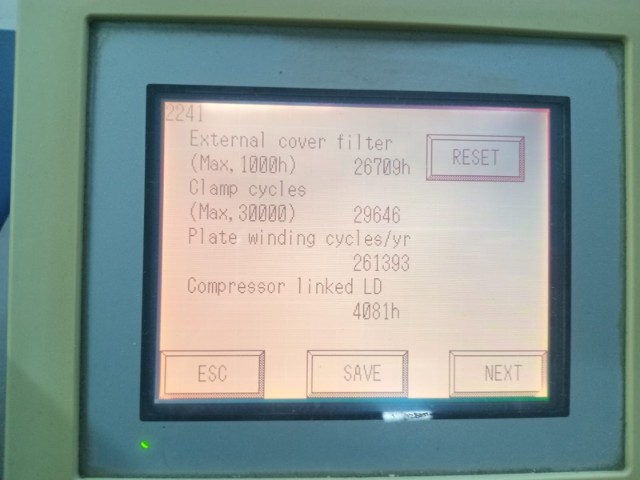 2241
External cover filter
(Max,1000h) 26709h
RESET
Clamp cycles
(Max,30000) 29646
Plate winding cycles/yr
261393
Compressor linked LD
4081h
ESC SAVE NEXT